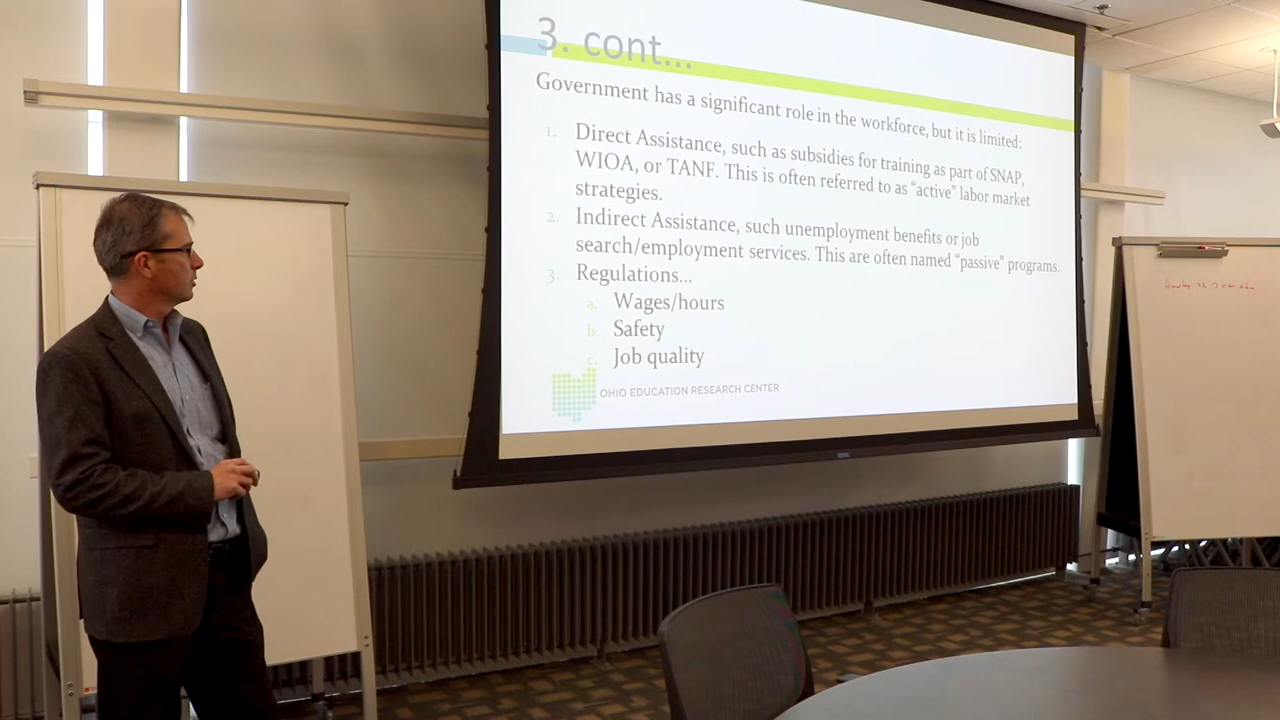 3. cont...
Government has a significant role in the workforce, but it is limited:
1. Direct Assistance, such as subsidies for training as part of SNAP,
WIOA, or TANF. This is often referred to as “active” labor market
strategies.
2. Indirect Assistance, such unemployment benefits or job
search/employment services. This are often named “passive” programs.
3. Regulations...
a. Wages/hours
b. Safety
c. Job quality
OHIO EDUCATION RESEARCH CENTER